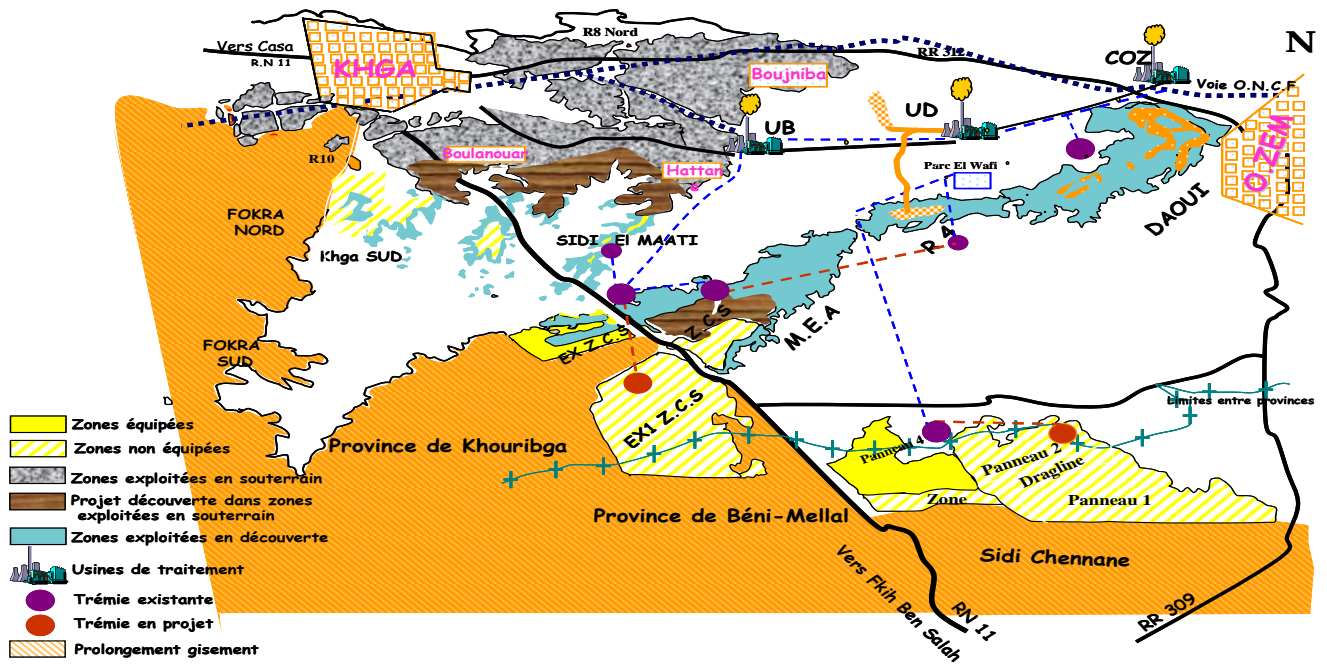 R8 Nord
N
Vers Casa
R.N 11
KHGA
RR 312
COZ
Boujniba
Voie O.N.C.F
UD
UB
R10
Boulanouar
Hattan
Parc El Wafi
O.ZEM
DAOUI
FOKRA
NORD
Khga SUD
SIDI El MAATI
R 4
Z.C.S
M.E.A
EX Z.C.S
FOKRA
SUD
EX1 Z.C.S
Limites entre provinces
Province de Khouribga
Panneau 4
Panneau 2
Dragline
Zone
Panneau 1
Province de Béni-Mellal
Sidi Chennane
Vers Fkih Ben Salah
RN 11
RR 309
Zones équipées
Zones non équipées
Zones exploitées en souterrain
Projet découverte dans zones
exploitées en souterrain
Zones exploitées en découverte
Usines de traitement
Trémie existante
Trémie en projet
Prolongement gisement